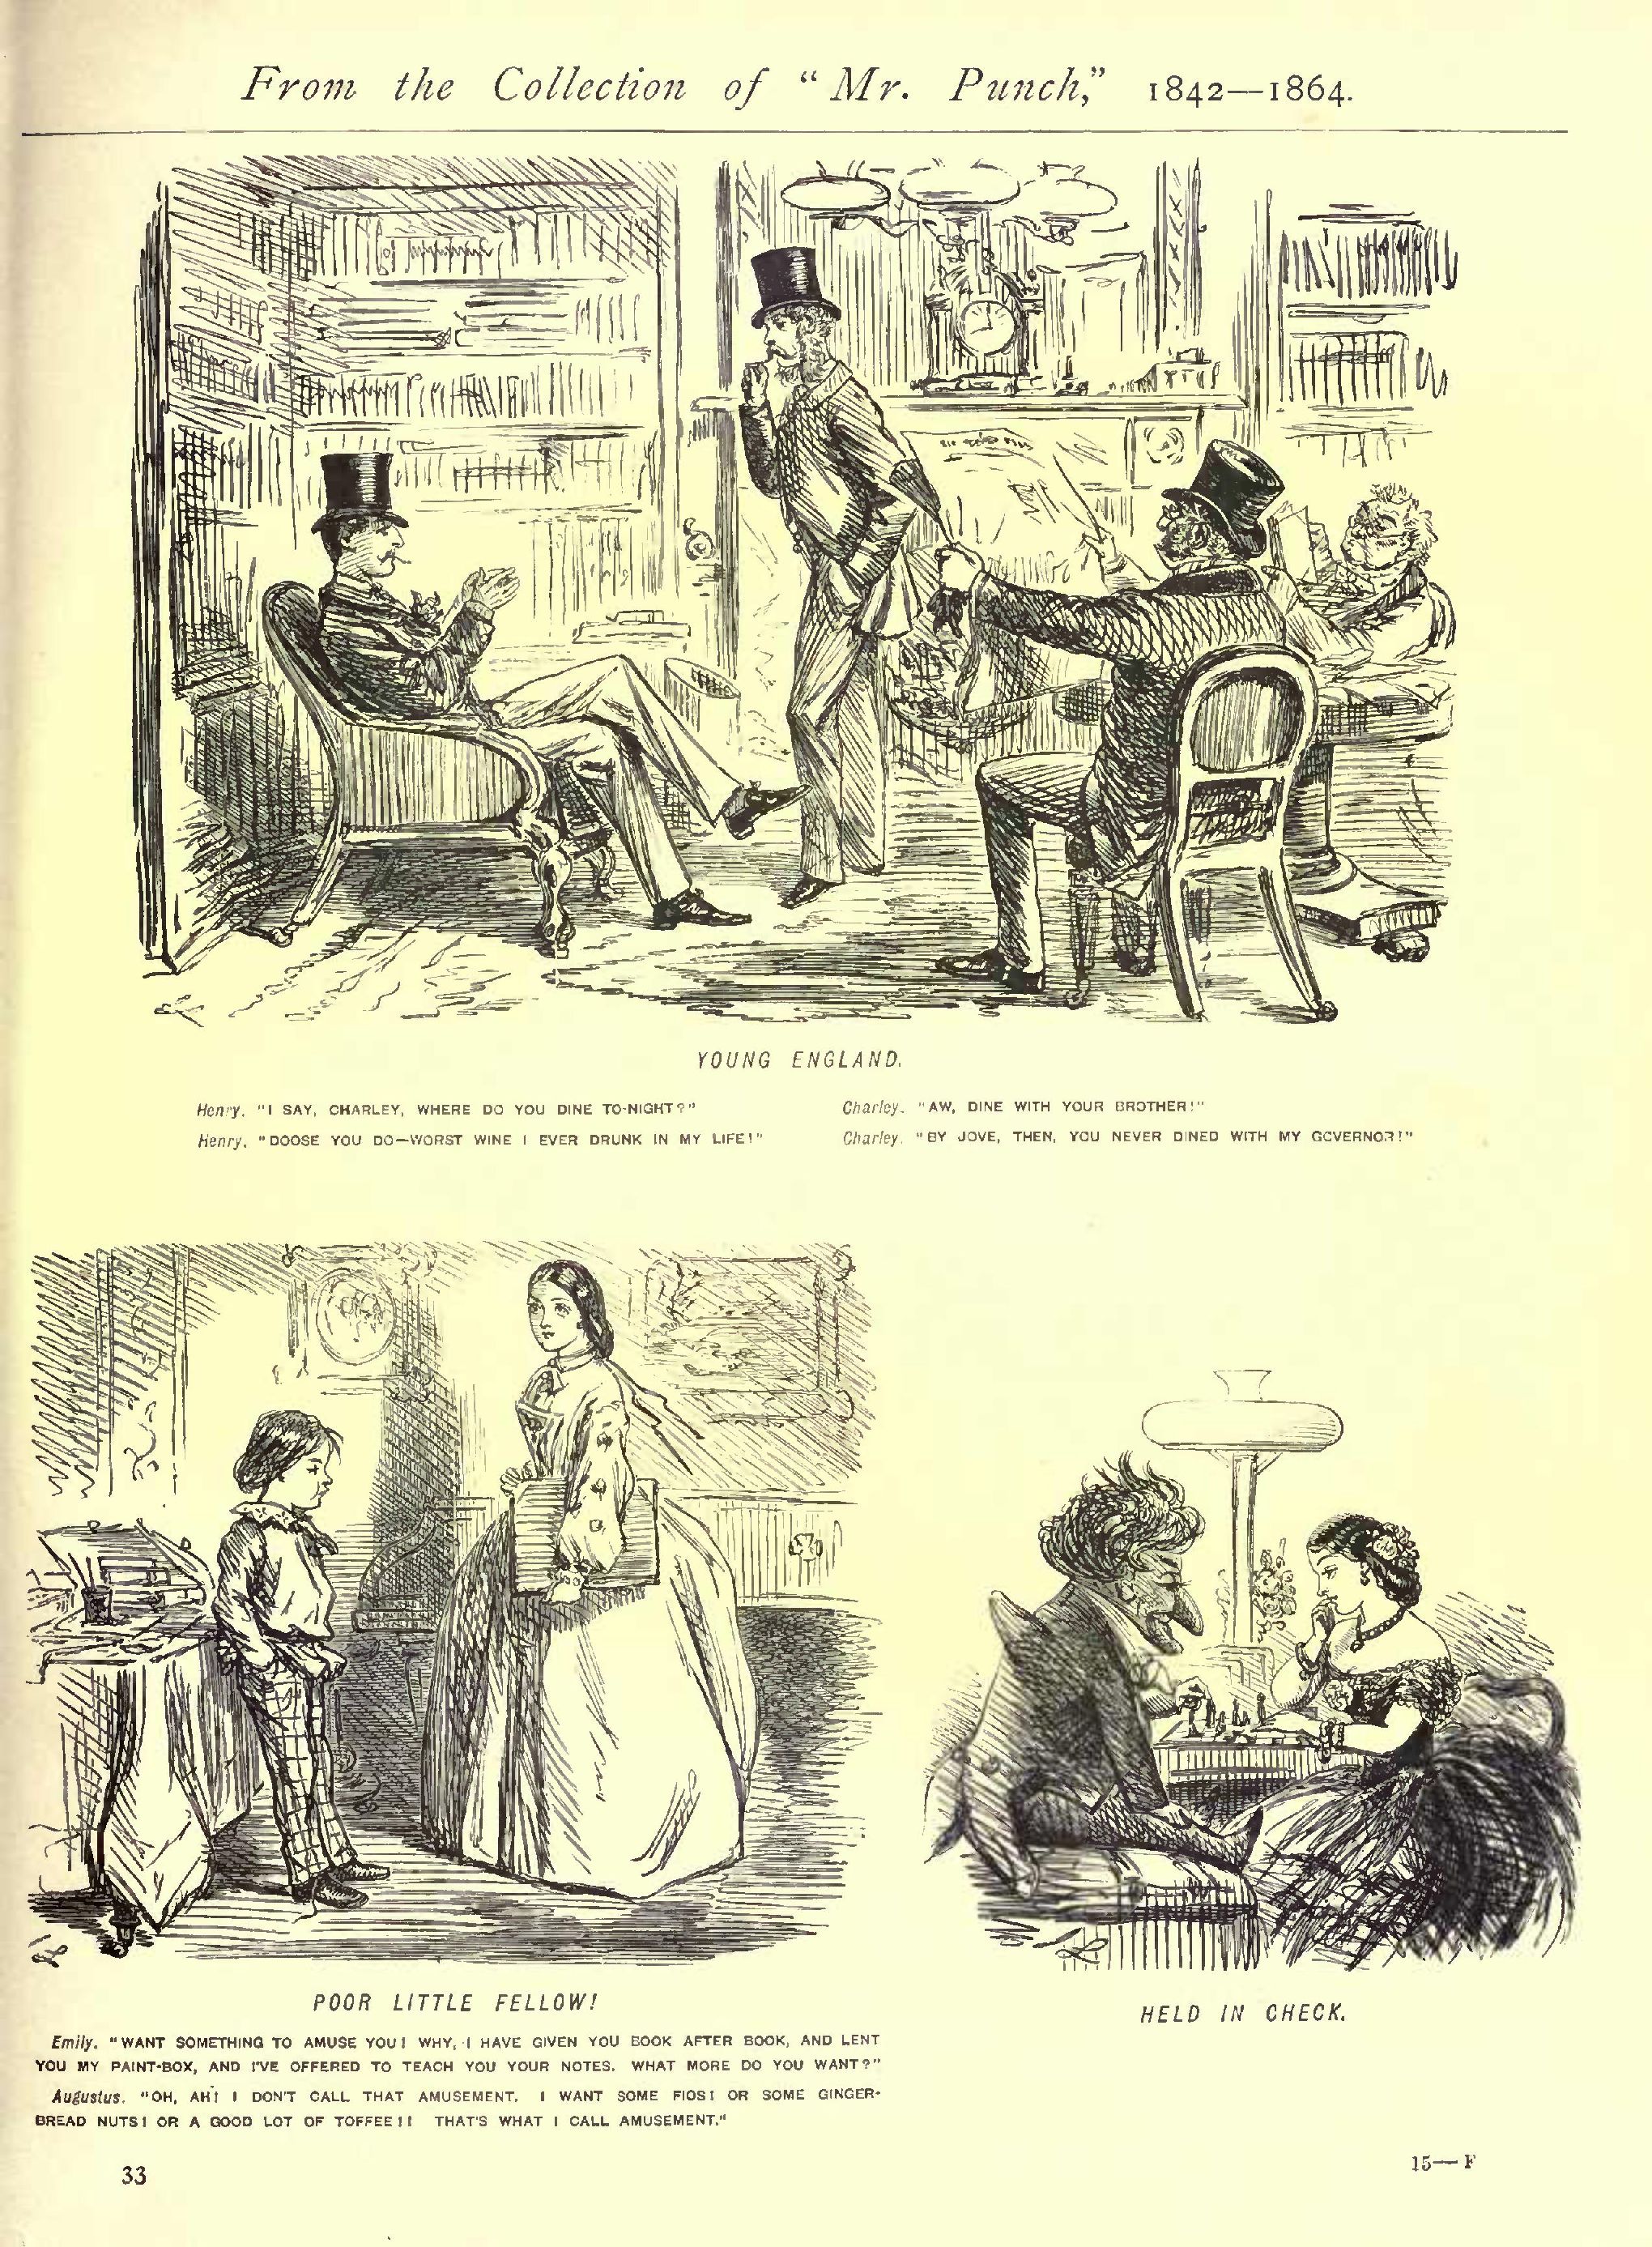 From the Collection of “Mr. Punch,” 1842—1864.
YOUNG ENGLAND.
Henry. "I SAY, CHARLEY, WHERE DO YOU DINE TO-NIGHT?"
Charley. "AW, DINE WITH YOUR BROTHER!"
Henry. "DOOSE YOU DO—WORST WINE I EVER DRUNK IN MY LIFE!"
Charley. "BY JOVE, THEN, YOU NEVER DINED WITH MY GOVERNOR!"
POOR LITTLE FELLOW!
Emily. "WANT SOMETHING TO AMUSE YOU! WHY, I HAVE GIVEN YOU BOOK AFTER BOOK, AND LENT
YOU MY PAINT-BOX, AND I'VE OFFERED TO TEACH YOU YOUR NOTES. WHAT MORE DO YOU WANT?"
Augustus. "OH, AH! I DON'T CALL THAT AMUSEMENT. I WANT SOME FIGS! OR SOME GINGER-
BREAD NUTS! OR A GOOD LOT OF TOFFEE!! THAT'S WHAT I CALL AMUSEMENT."
HELD IN CHECK.
33
15—F